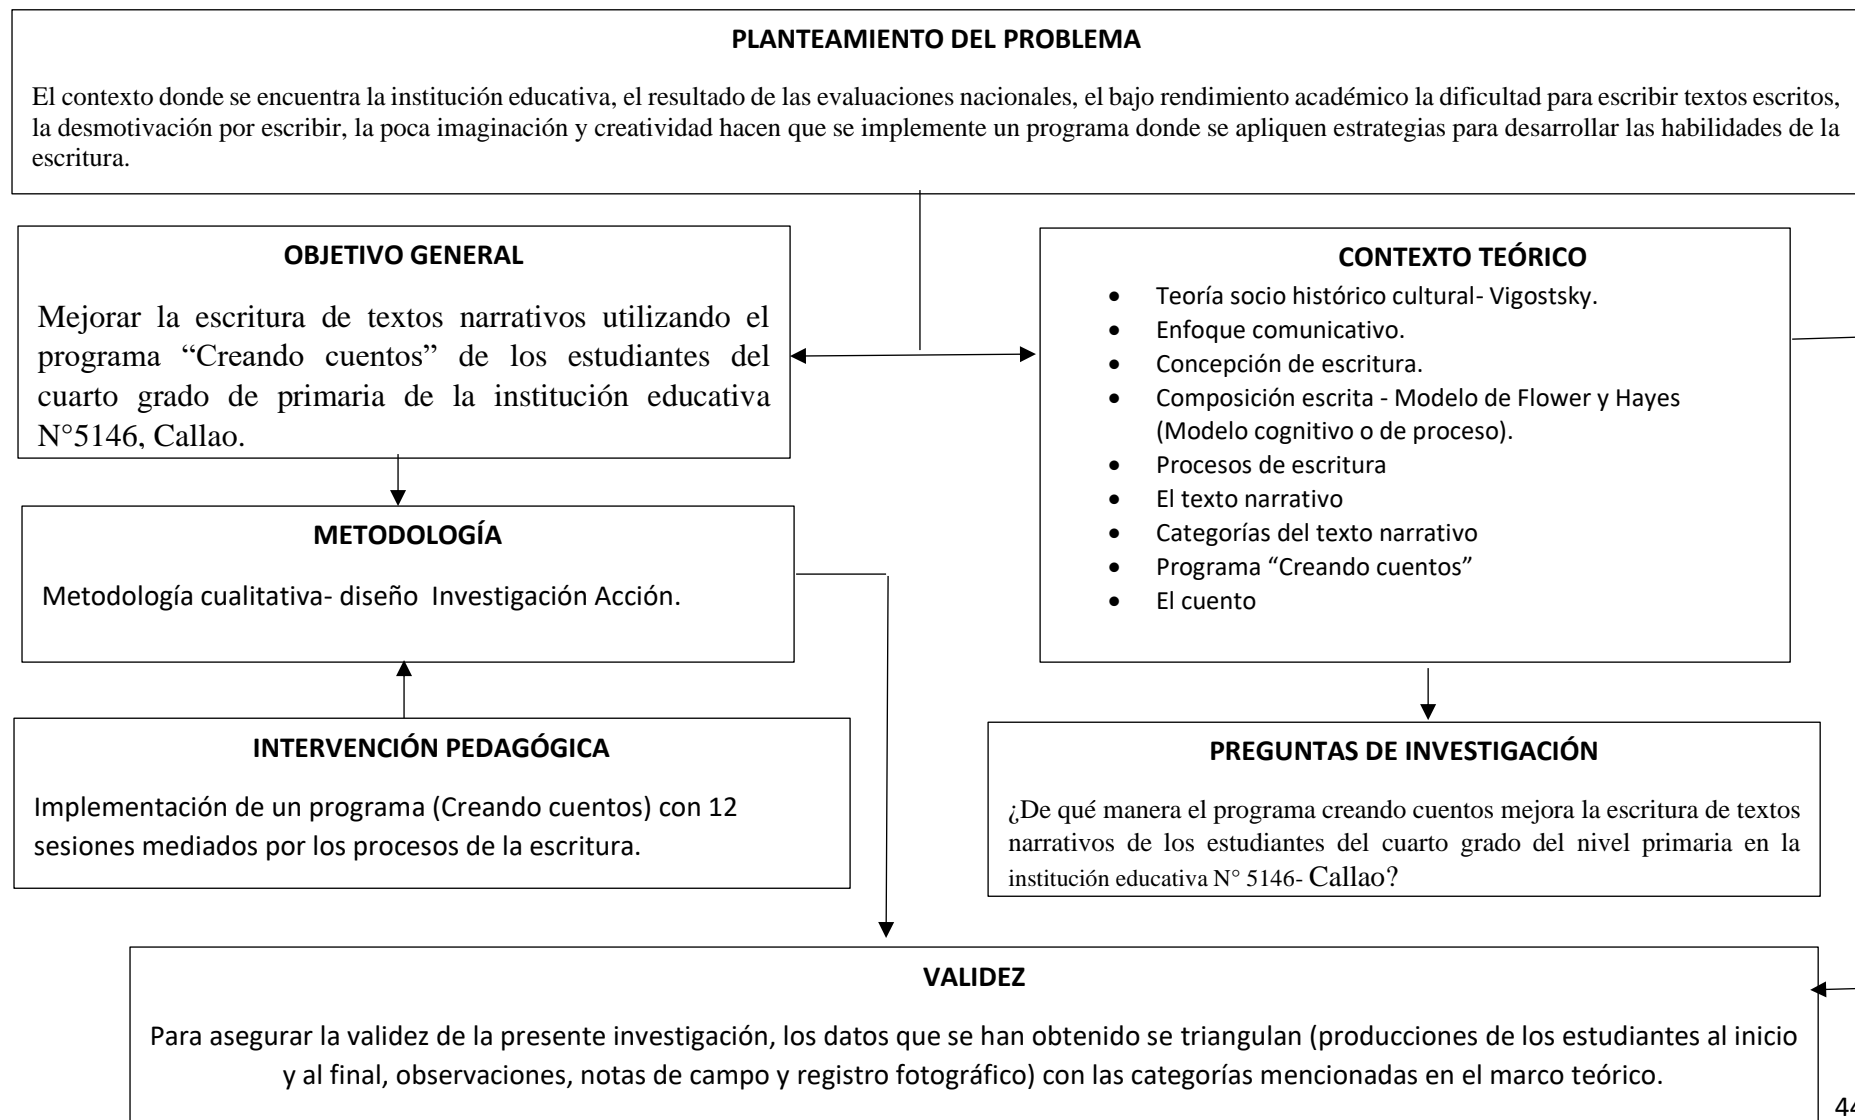 PLANTEAMIENTO DEL PROBLEMA
El contexto donde se encuentra la institución educativa, el resultado de las evaluaciones nacionales, el bajo rendimiento académico la dificultad para escribir textos escritos,
la desmotivación por escribir, la poca imaginación y creatividad hacen que se implemente un programa donde se apliquen estrategias para desarrollar las habilidades de la
escritura.
OBJETIVO GENERAL
Mejorar la escritura de textos narrativos utilizando el
programa “Creando cuentos” de los estudiantes del
cuarto grado de primaria de la institución educativa
N°5146, Callao.
CONTEXTO TEÓRICO
• Teoría socio histórico cultural- Vigostsky.
• Enfoque comunicativo.
• Concepción de escritura.
• Composición escrita - Modelo de Flower y Hayes
(Modelo cognitivo o de proceso).
• Procesos de escritura
• El texto narrativo
• Categorías del texto narrativo
• Programa “Creando cuentos”
• El cuento
METODOLOGÍA
Metodología cualitativa- diseño Investigación Acción.
INTERVENCIÓN PEDAGÓGICA
Implementación de un programa (Creando cuentos) con 12
sesiones mediados por los procesos de la escritura.
PREGUNTAS DE INVESTIGACIÓN
¿De qué manera el programa creando cuentos mejora la escritura de textos
narrativos de los estudiantes del cuarto grado del nivel primaria en la
institución educativa N° 5146- Callao?
VALIDEZ
Para asegurar la validez de la presente investigación, los datos que se han obtenido se triangulan (producciones de los estudiantes al inicio
y al final, observaciones, notas de campo y registro fotográfico) con las categorías mencionadas en el marco teórico.
44